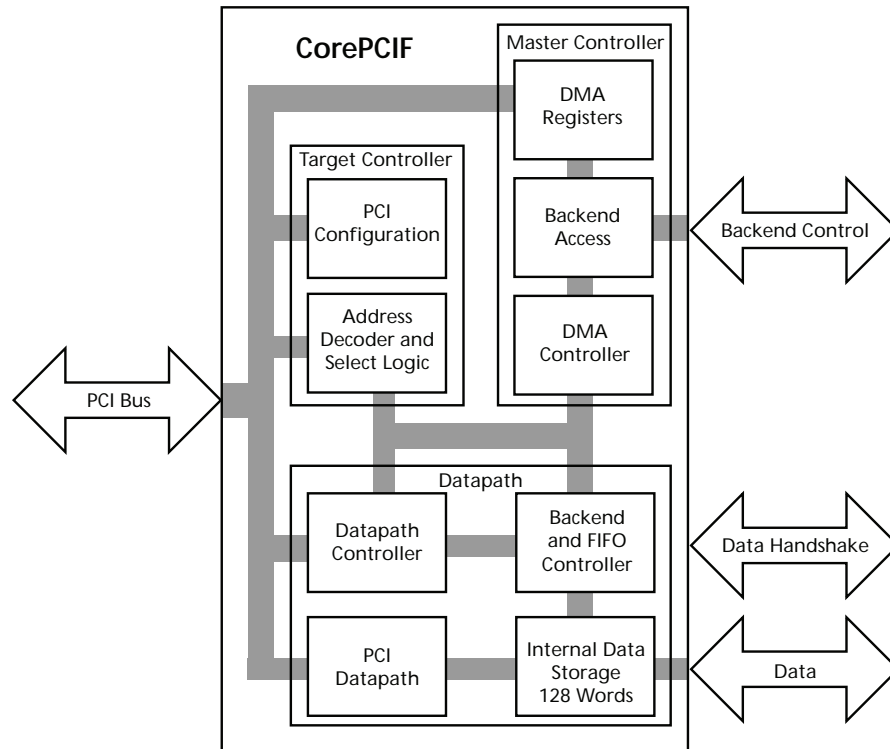 CorePCIF
Master Controller
DMA
Registers
Target Controller
PCI
Configuration
Backend
Access
Backend Control
Address
Decoder and
Select Logic
DMA
Controller
PCI Bus
Datapath
Datapath
Controller
Backend
and FIFO
Controller
Data Handshake
PCI
Datapath
Internal Data
Storage
128 Words
Data